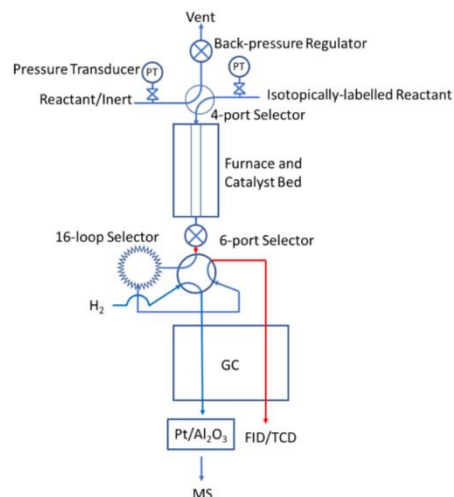 Vent
Back-pressure Regulator
Pressure Transducer
PT
PT
Reactant/Inert
Isotopically-labelled Reactant
4-port Selector
Furnace and
Catalyst Bed
16-loop Selector
6-port Selector
H₂
GC
Pt/Al₂O₃
FID/TCD
MS